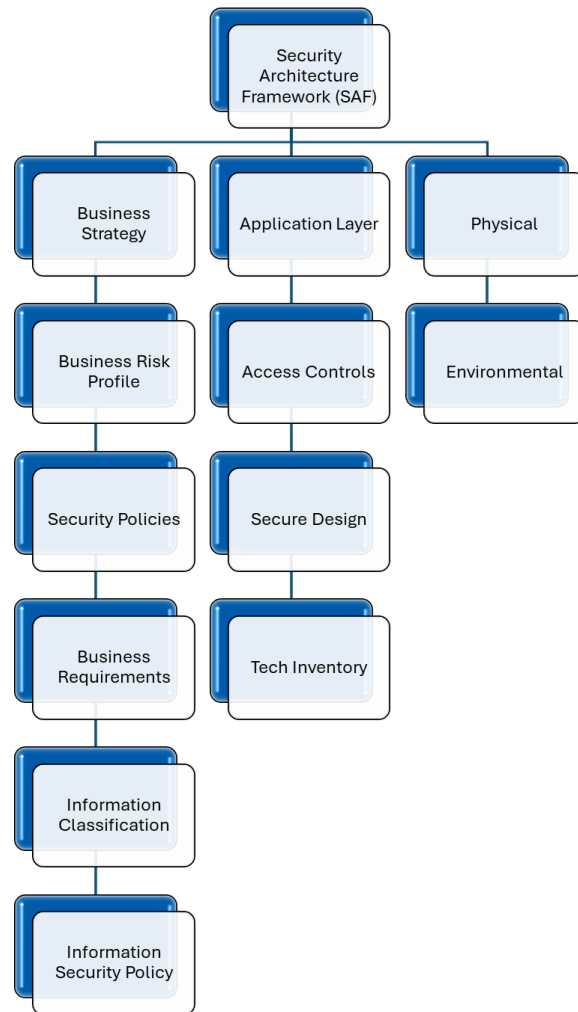 Security
Architecture
Framework (SAF)
Business
Strategy
Application Layer
Physical
Business Risk
Profile
Access Controls
Environmental
Security Policies
Secure Design
Business
Requirements
Tech Inventory
Information
Classification
Information
Security Policy